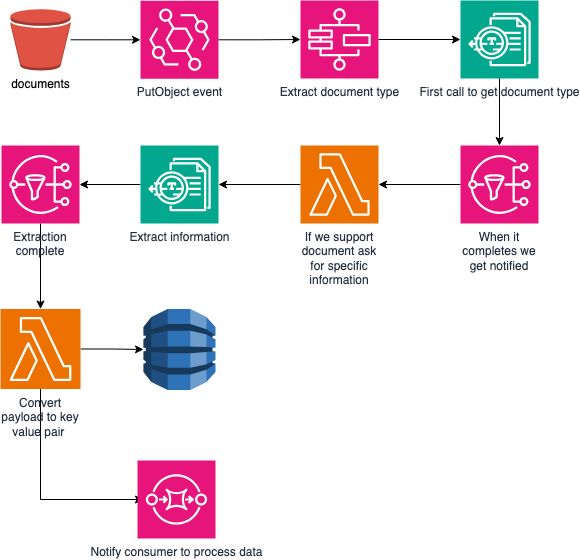 documents
PutObject event
Extract document type
First call to get document type
Extraction
complete
Extract information
If we support
document ask
for specific
information
When it
completes we
get notified
Convert
payload to key
value pair
Notify consumer to process data